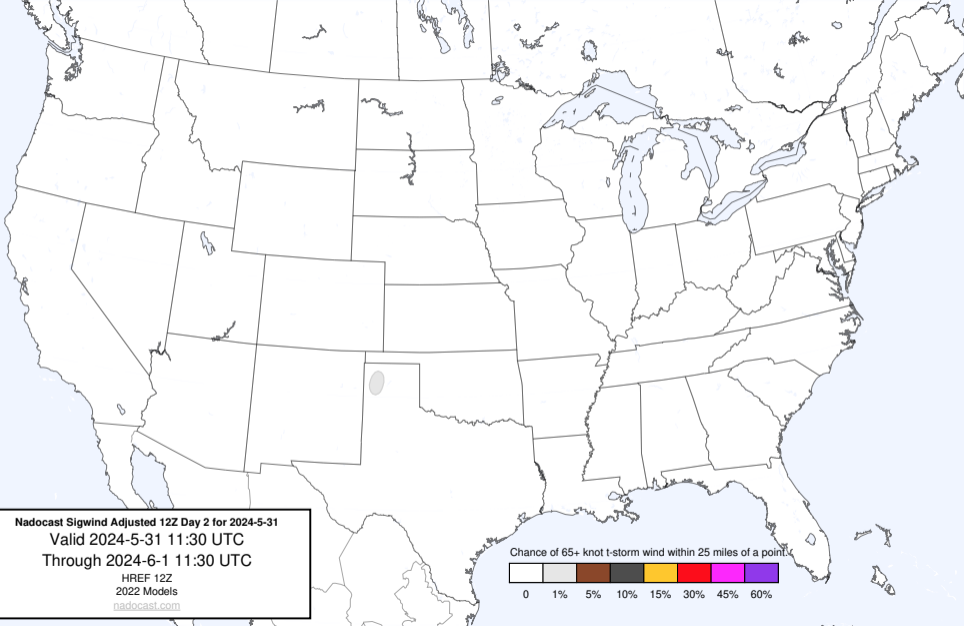 Nadocast Sigwind Adjusted 12Z Day 2 for 2024-5-31
Valid 2024-5-31 11:30 UTC
Through 2024-6-1 11:30 UTC
HREF 12Z
2022 Models
nadocast.com
Chance of 65+ knot t-storm wind within 25 miles of a point.
0 1% 5% 10% 15% 30% 45% 60%